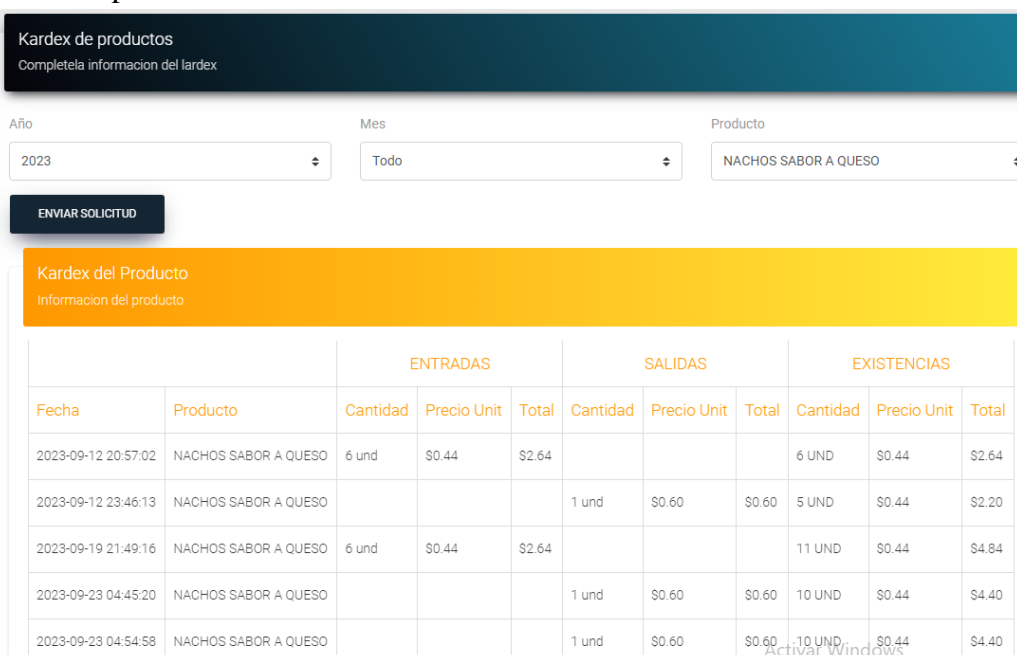 Kardex de productos
Completela informacion del lardex
Año Mes Producto
2023 Todo NACHOS SABOR A QUESO
ENVIAR SOLICITUD
Kardex del Producto
Informacion del producto
ENTRADAS SALIDAS EXISTENCIAS
Fecha Producto Cantidad Precio Unit Total Cantidad Precio Unit Total Cantidad Precio Unit Total
2023-09-12 20:57:02 NACHOS SABOR A QUESO 6 und $0.44 $2.64 6 UND $0.44 $2.64
2023-09-12 23:46:13 NACHOS SABOR A QUESO 1 und $0.60 $0.60 5 UND $0.44 $2.20
2023-09-19 21:49:16 NACHOS SABOR A QUESO 6 und $0.44 $2.64 11 UND $0.44 $4.84
2023-09-23 04:45:20 NACHOS SABOR A QUESO 1 und $0.60 $0.60 10 UND $0.44 $4.40
2023-09-23 04:54:58 NACHOS SABOR A QUESO 1 und $0.60 $0.60 10 UND $0.44 $4.40
Activar Windows